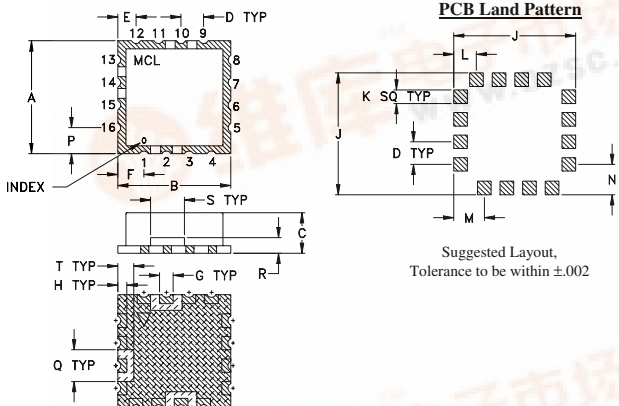 PCB Land Pattern
E
D TYP
12 11 10 9
MCL
13
14
15
16
8
7
6
5
A
P
1 2 3 4
INDEX
F
B
S TYP
C
R
T TYP
H TYP
G TYP
Q TYP
J
L
K SQ TYP
J
D TYP
N
M
Suggested Layout,
Tolerance to be within ±.002